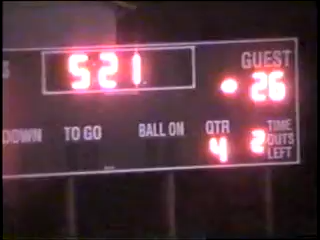 GUEST
5:21 26
DOWN TO GO BALL ON QTR TIME
4 2 OUTS
LEFT